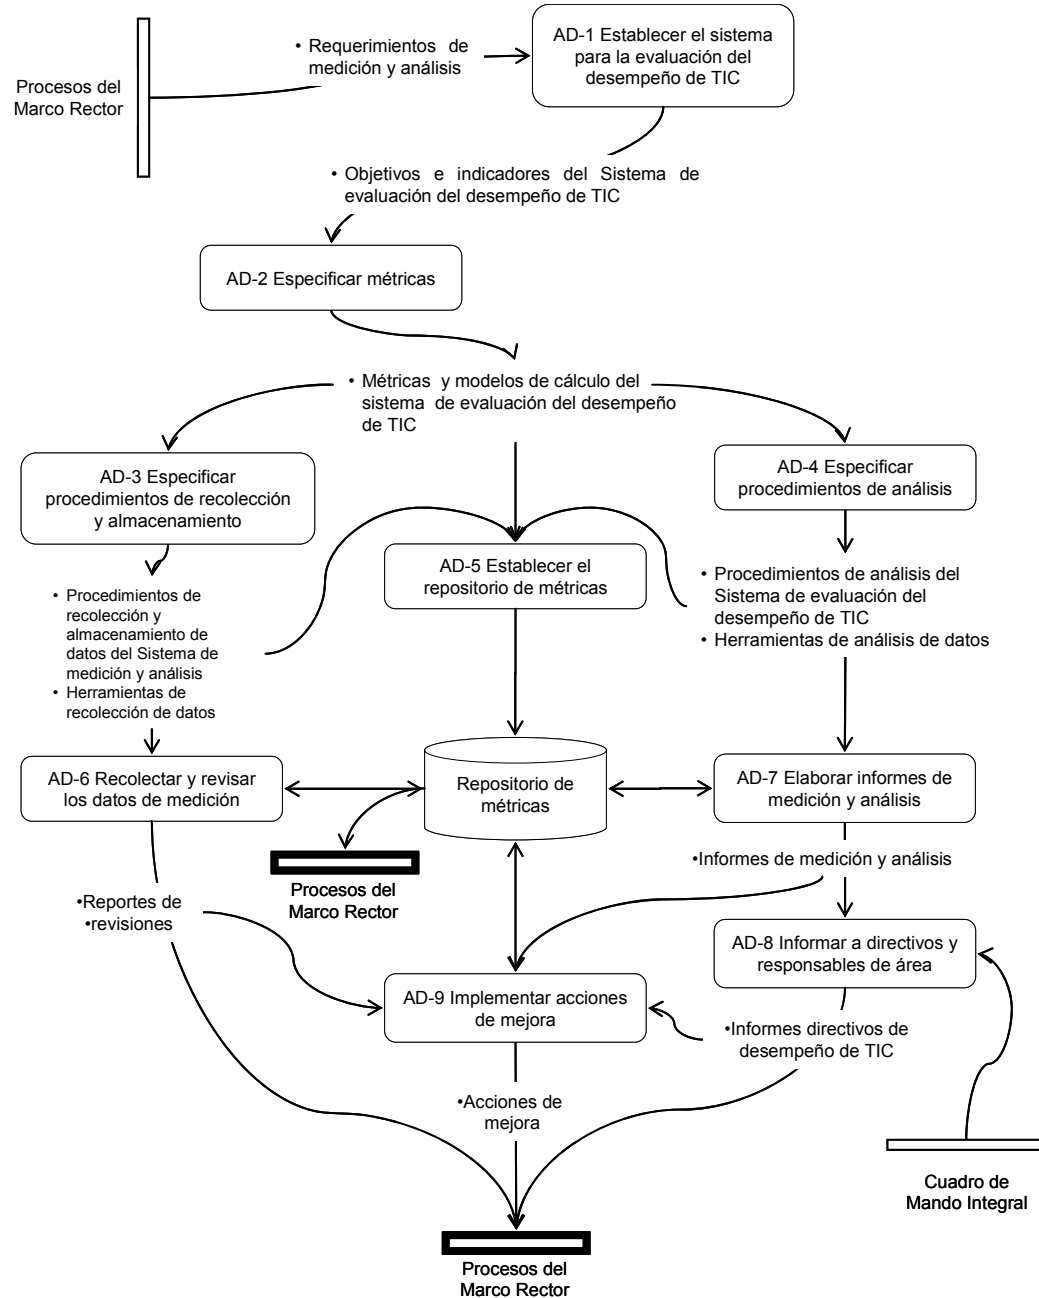 AD-1 Establecer el sistema
para la evaluación del
desempeño de TIC
• Requerimientos de
medición y análisis
Procesos del
Marco Rector
• Objetivos e indicadores del Sistema de
evaluación del desempeño de TIC
AD-2 Especificar métricas
• Métricas y modelos de cálculo del
sistema de evaluación del desempeño
de TIC
AD-3 Especificar
procedimientos de recolección
y almacenamiento
AD-4 Especificar
procedimientos de análisis
AD-5 Establecer el
repositorio de métricas
• Procedimientos de
recolección y
almacenamiento de
datos del Sistema de
medición y análisis
• Herramientas de
recolección de datos
• Procedimientos de análisis del
Sistema de evaluación del
desempeño de TIC
• Herramientas de análisis de datos
AD-6 Recolectar y revisar
los datos de medición
Repositorio de
métricas
AD-7 Elaborar informes de
medición y análisis
•Informes de medición y análisis
Procesos del
Marco Rector
•Reportes de
•revisiones
AD-8 Informar a directivos y
responsables de área
AD-9 Implementar acciones
de mejora
•Informes directivos de
desempeño de TIC
•Acciones de
mejora
Cuadro de
Mando Integral
Procesos del
Marco Rector